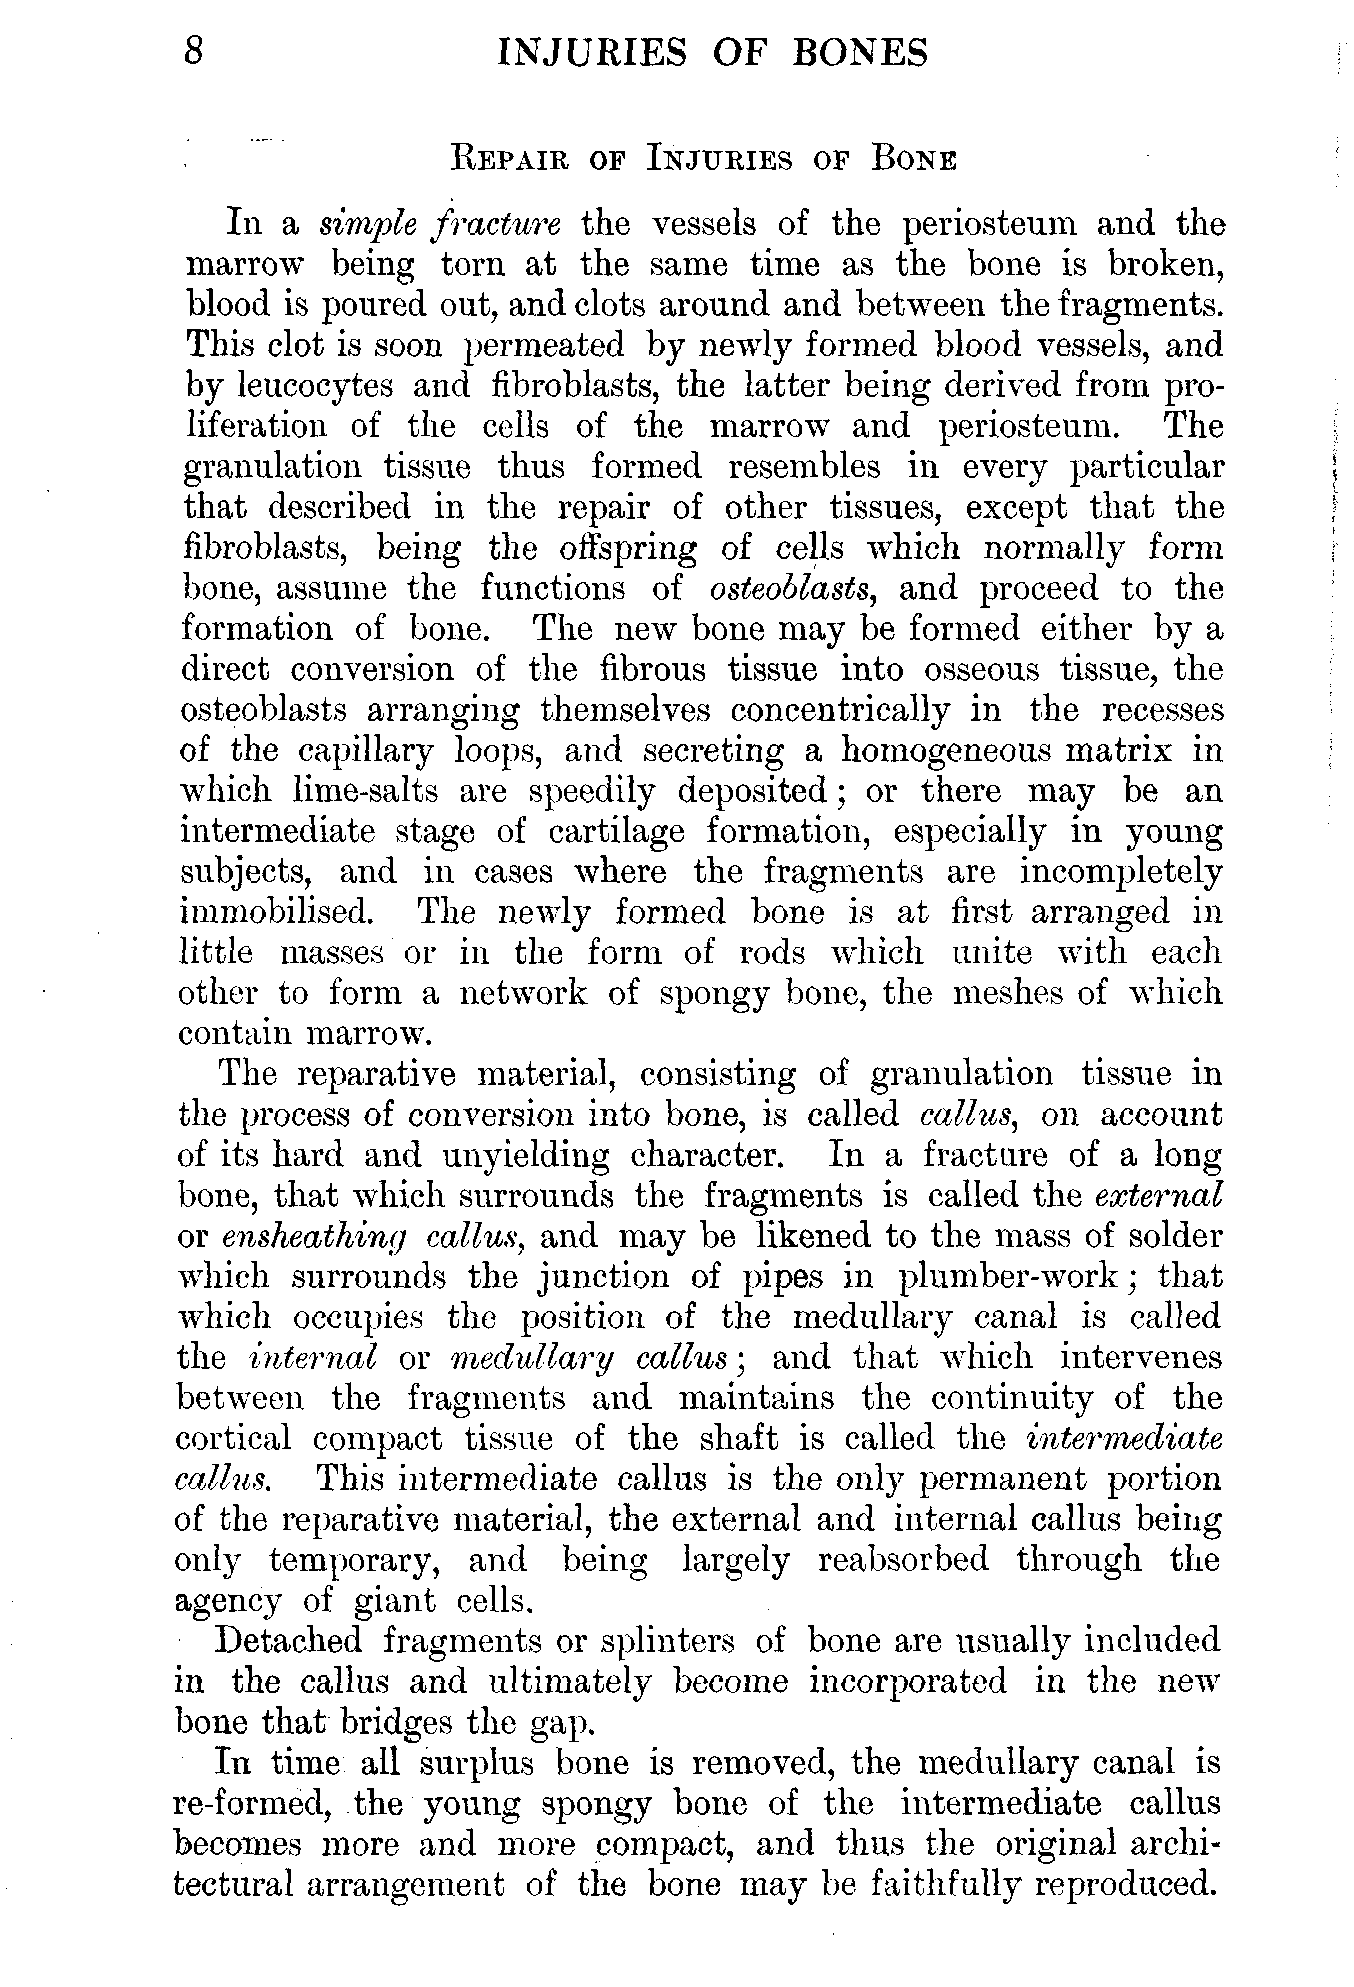 8 INJURIES OF BONES
REPAIR OF INJURIES OF BONE
In a simple fracture the vessels of the periosteum and the
marrow being torn at the same time as the bone is broken,
blood is poured out, and clots around and between the fragments.
This clot is soon permeated by newly formed blood vessels, and
by leucocytes and fibroblasts, the latter being derived from pro-
liferation of the cells of the marrow and periosteum. The
granulation tissue thus formed resembles in every particular
that described in the repair of other tissues, except that the
fibroblasts, being the offspring of cells which normally form
bone, assume the functions of osteoblasts, and proceed to the
formation of bone. The new bone may be formed either by a
direct conversion of the fibrous tissue into osseous tissue, the
osteoblasts arranging themselves concentrically in the recesses
of the capillary loops, and secreting a homogeneous matrix in
which lime-salts are speedily deposited; or there may be an
intermediate stage of cartilage formation, especially in young
subjects, and in cases where the fragments are incompletely
immobilised. The newly formed bone is at first arranged in
little masses or in the form of rods which unite with each
other to form a network of spongy bone, the meshes of which
contain marrow.
The reparative material, consisting of granulation tissue in
the process of conversion into bone, is called callus, on account
of its hard and unyielding character. In a fracture of a long
bone, that which surrounds the fragments is called the external
or ensheathing callus, and may be likened to the mass of solder
which surrounds the junction of pipes in plumber-work; that
which occupies the position of the medullary canal is called
the internal or medullary callus; and that which intervenes
between the fragments and maintains the continuity of the
cortical compact tissue of the shaft is called the intermediate
callus. This intermediate callus is the only permanent portion
of the reparative material, the external and internal callus being
only temporary, and being largely reabsorbed through the
agency of giant cells.
Detached fragments or splinters of bone are usually included
in the callus and ultimately become incorporated in the new
bone that bridges the gap.
In time all surplus bone is removed, the medullary canal is
re-formed, the young spongy bone of the intermediate callus
becomes more and more compact, and thus the original archi-
tectural arrangement of the bone may be faithfully reproduced.